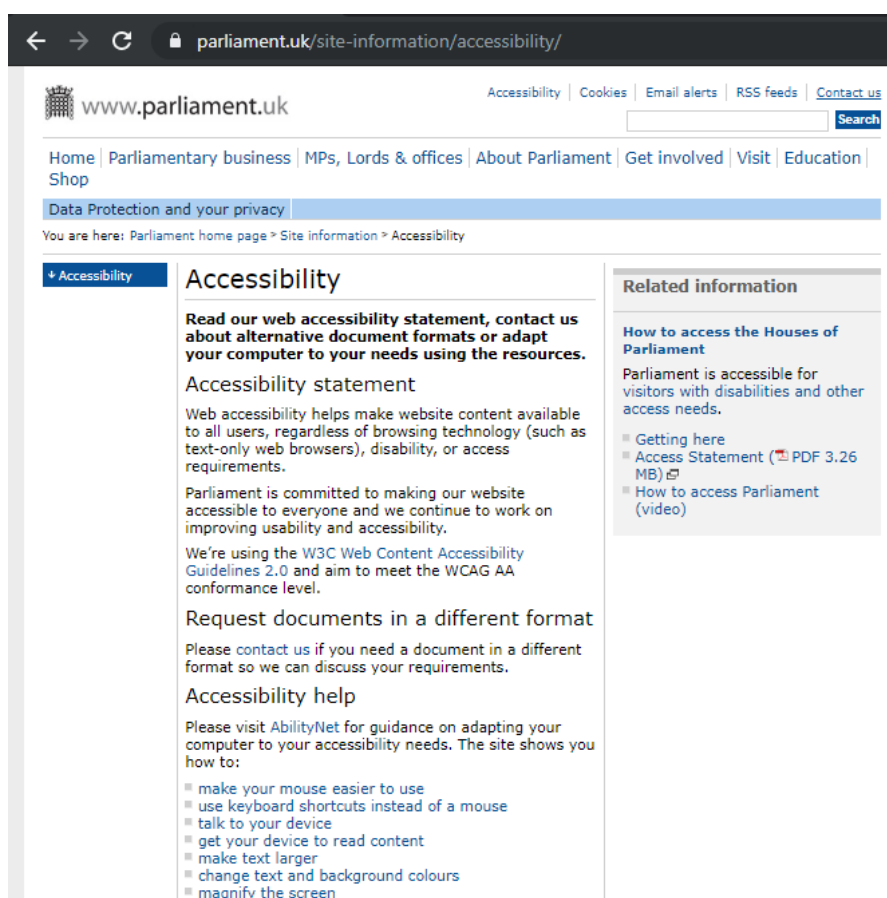 parliament.uk/site-information/accessibility/
www.parliament.uk
Accessibility | Cookies | Email alerts | RSS feeds | Contact us
Search
Home | Parliamentary business | MPs, Lords & offices | About Parliament | Get involved | Visit | Education |
Shop
Data Protection and your privacy
You are here: Parliament home page > Site information > Accessibility
Accessibility
Accessibility
Read our web accessibility statement, contact us
about alternative document formats or adapt
your computer to your needs using the resources.
Accessibility statement
Web accessibility helps make website content available
to all users, regardless of browsing technology (such as
text-only web browsers), disability, or access
requirements.
Parliament is committed to making our website
accessible to everyone and we continue to work on
improving usability and accessibility.
We're using the W3C Web Content Accessibility
Guidelines 2.0 and aim to meet the WCAG AA
conformance level.
Request documents in a different format
Please contact us if you need a document in a different
format so we can discuss your requirements.
Accessibility help
Please visit AbilityNet for guidance on adapting your
computer to your accessibility needs. The site shows you
how to:
make your mouse easier to use
use keyboard shortcuts instead of a mouse
talk to your device
get your device to read content
make text larger
change text and background colours
magnify the screen
Related information
How to access the Houses of
Parliament
Parliament is accessible for
visitors with disabilities and other
access needs.
Getting here
Access Statement (PDF 3.26
MB)
How to access Parliament
(video)